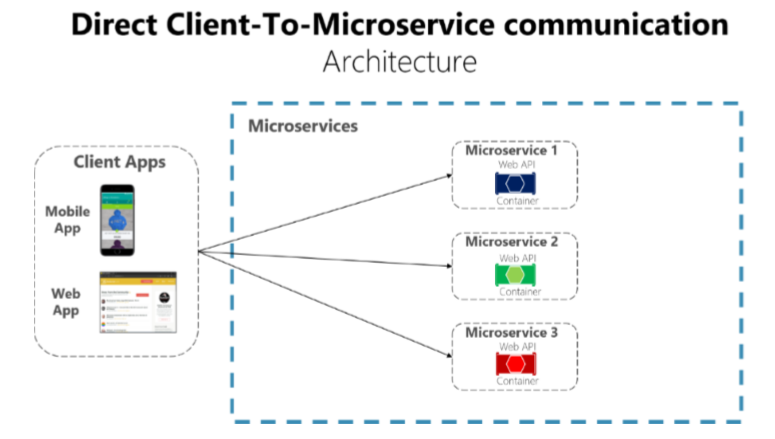 Direct Client-To-Microservice communication
Architecture
Microservices
Client Apps
Mobile
App
Web
App
Microservice 1
Web API
Container
Microservice 2
Web API
Container
Microservice 3
Web API
Container